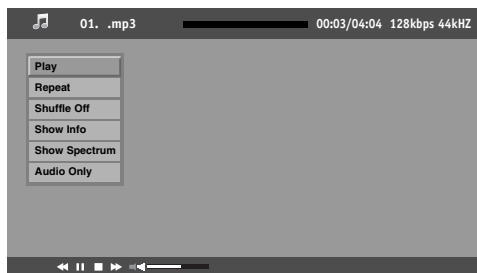 01. .mp3 00:03/04:04 128kbps 44kHZ
Play
Repeat
Shuffle Off
Show Info
Show Spectrum
Audio Only